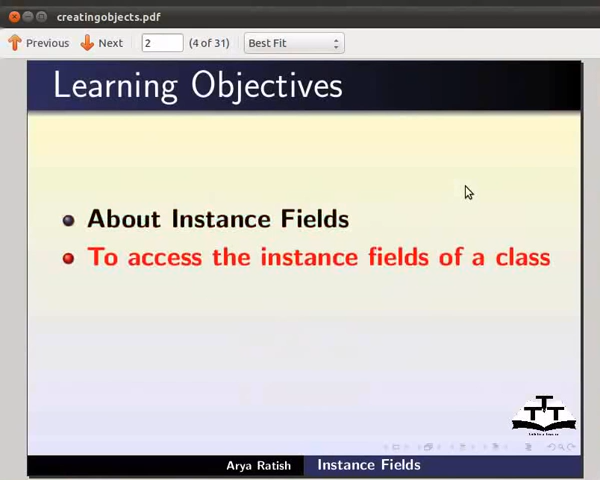 creatingobjects.pdf
Previous Next 2 (4 of 31) Best Fit
Learning Objectives
About Instance Fields
To access the instance fields of a class
TTT
Arya Ratish Instance Fields